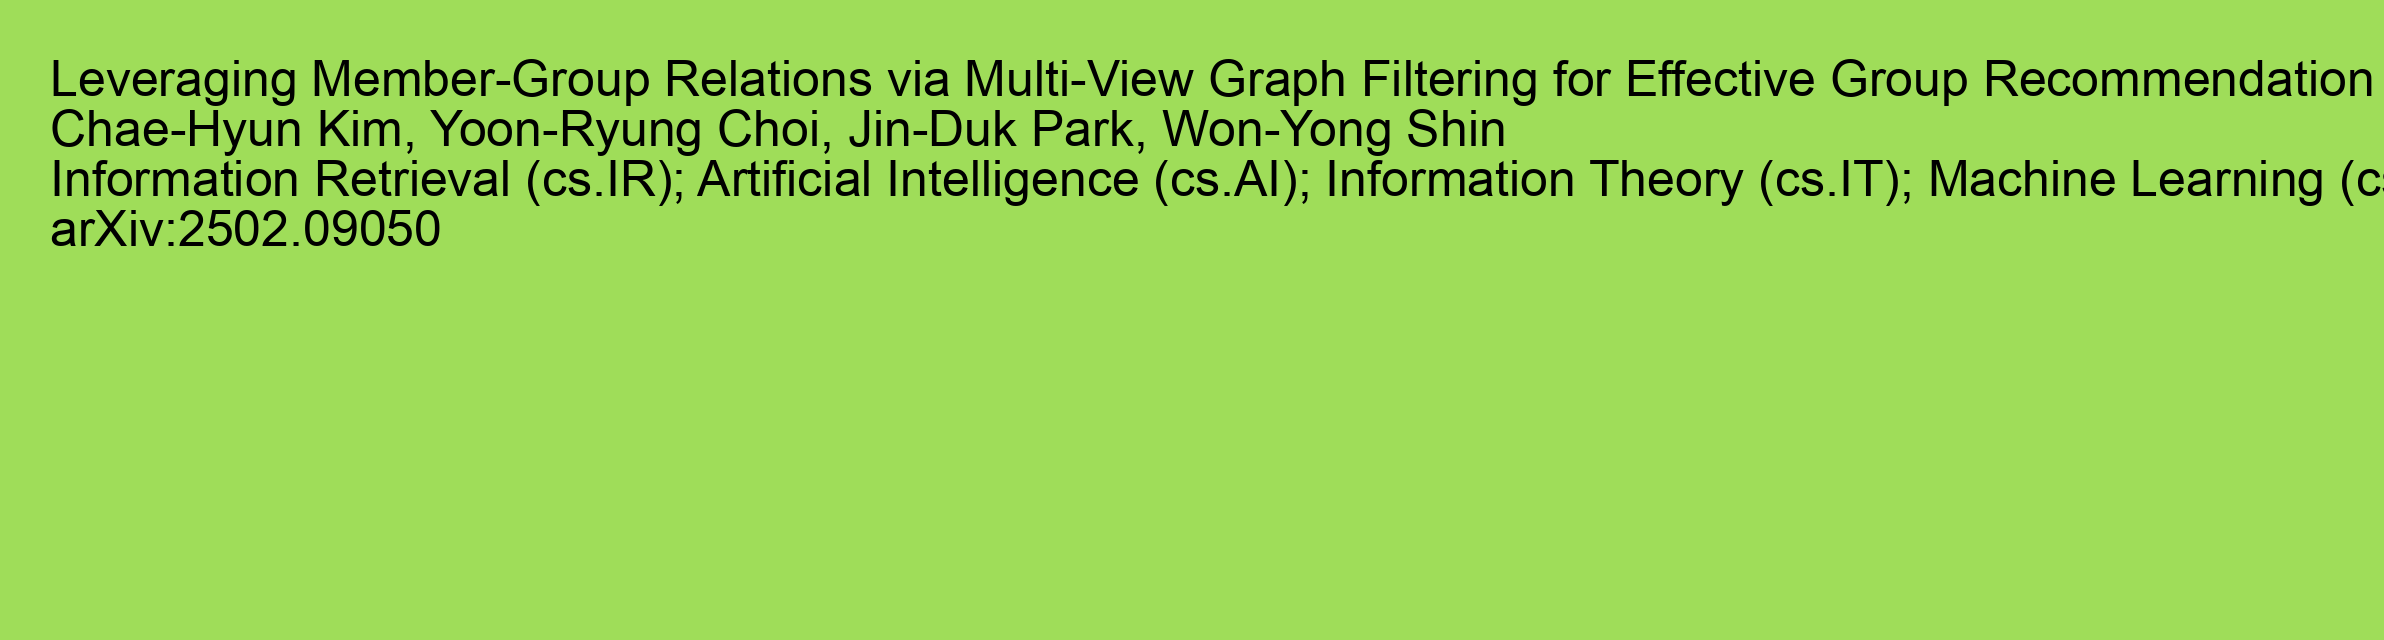 Leveraging Member-Group Relations via Multi-View Graph Filtering for Effective Group Recommendation
Chae-Hyun Kim, Yoon-Ryung Choi, Jin-Duk Park, Won-Yong Shin
Information Retrieval (cs.IR); Artificial Intelligence (cs.AI); Information Theory (cs.IT); Machine Learning
arXiv:2502.09050